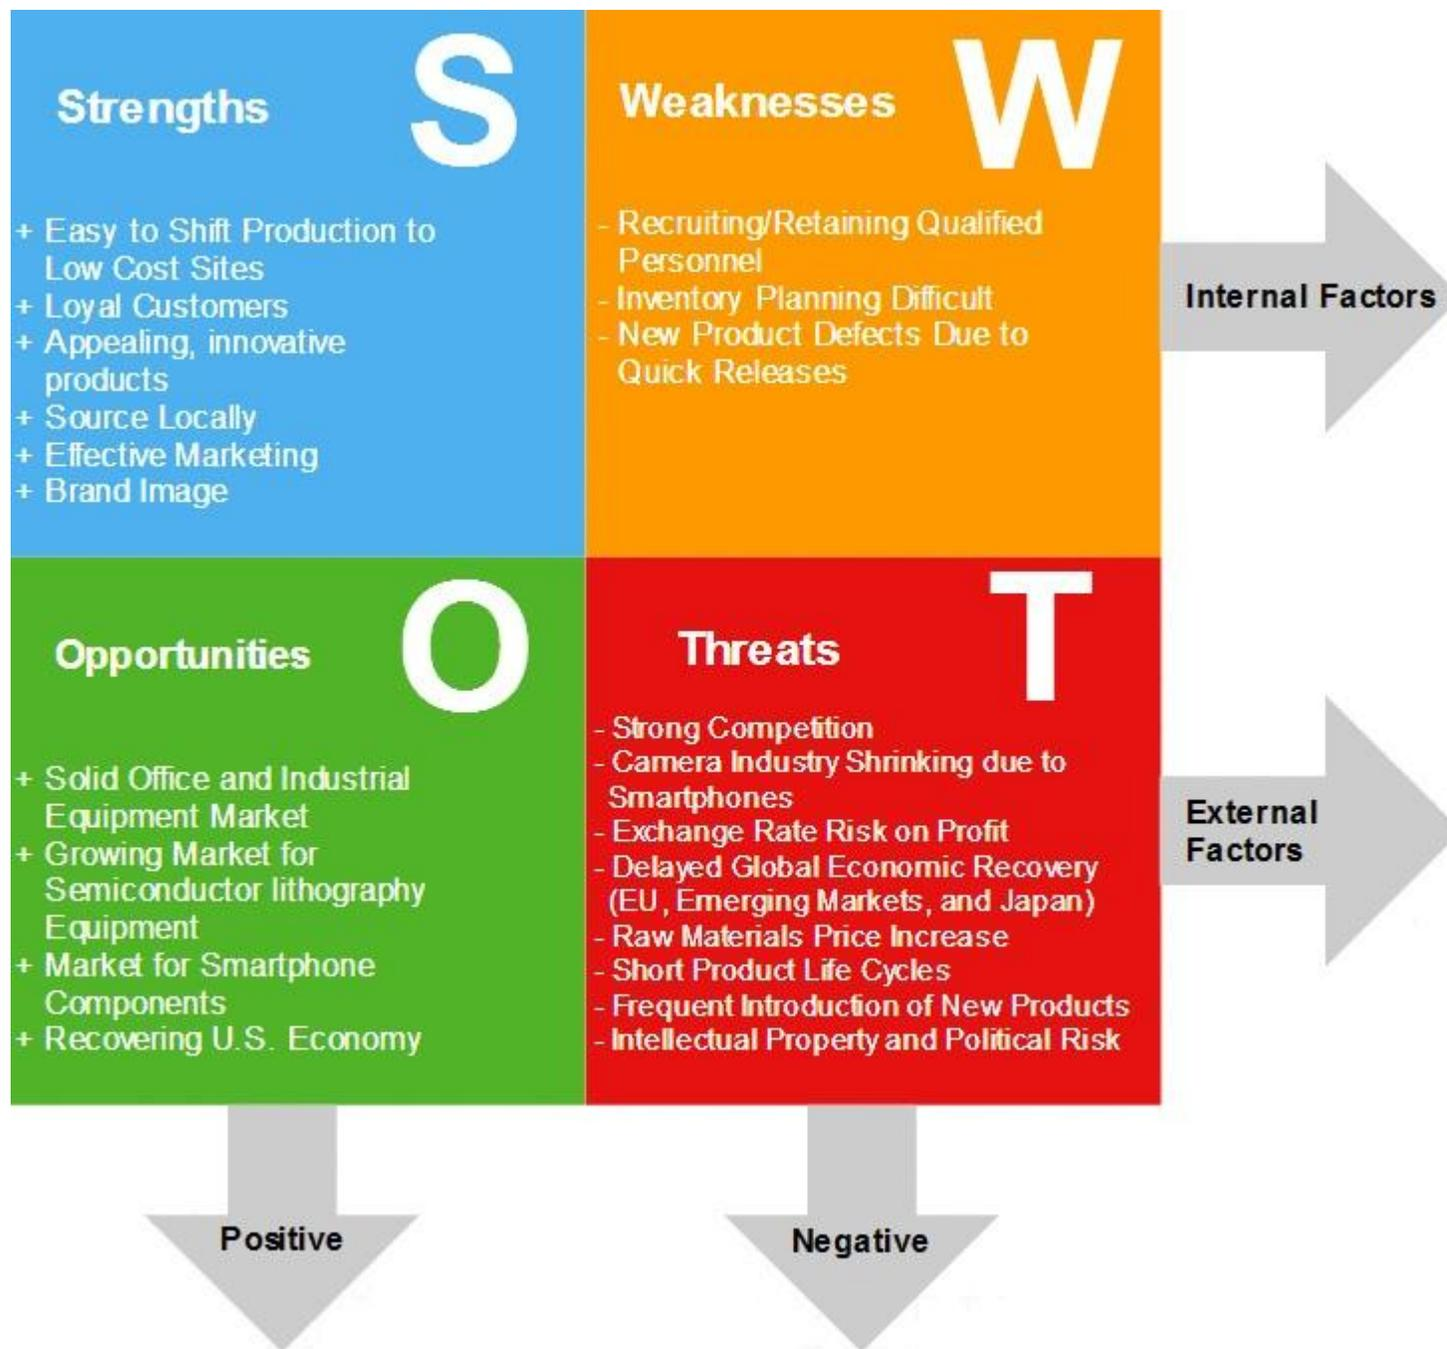 Strengths
S
+ Easy to Shift Production to
Low Cost Sites
+ Loyal Customers
+ Appealing, innovative
products
+ Source Locally
+ Effective Marketing
+ Brand Image
Weaknesses
W
- Recruiting/Retaining Qualified
Personnel
- Inventory Planning Difficult
- New Product Defects Due to
Quick Releases
Internal Factors
Opportunities
O
+ Solid Office and Industrial
Equipment Market
+ Growing Market for
Semiconductor lithography
Equipment
+ Market for Smartphone
Components
+ Recovering U.S. Economy
Threats
T
- Strong Competition
- Camera Industry Shrinking due to
Smartphones
- Exchange Rate Risk on Profit
- Delayed Global Economic Recovery
(EU, Emerging Markets, and Japan)
- Raw Materials Price Increase
- Short Product Life Cycles
- Frequent Introduction of New Products
- Intellectual Property and Political Risk
External
Factors
Positive
Negative